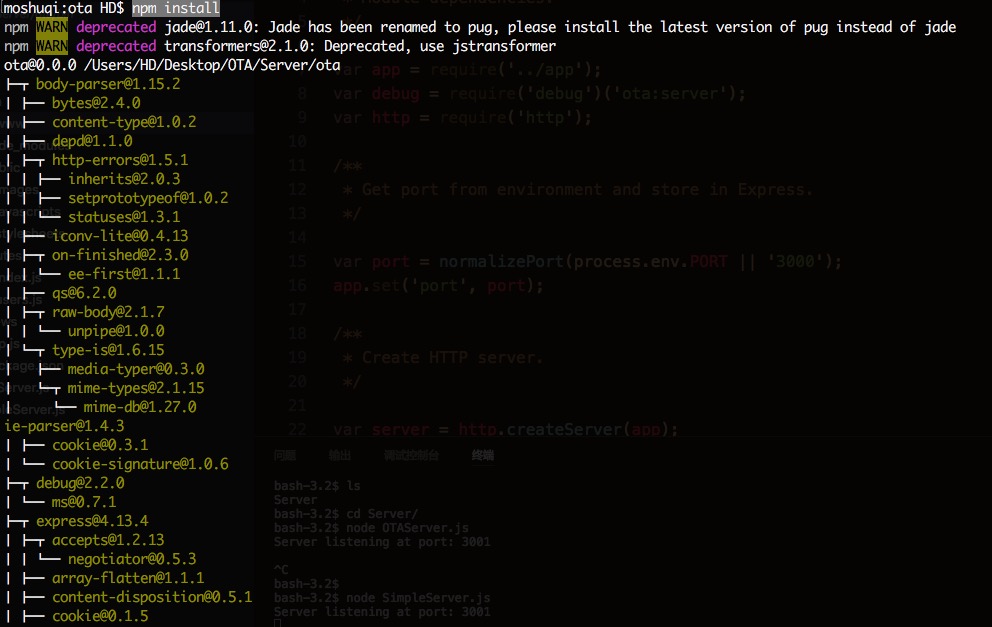 moshuqi:ota HD$ npm install
npm WARN deprecated jade@1.11.0: Jade has been renamed to pug, please install the latest version of pug instead of jade
npm WARN deprecated transformers@2.1.0: Deprecated, use jstransformer
ota@0.0.0 /Users/HD/Desktop/OTA/Server/ota
├─┬ body-parser@1.15.2
│ ├── bytes@2.4.0
│ ├── content-type@1.0.2
│ ├── depd@1.1.0
│ ├─┬ http-errors@1.5.1
│ │ ├── inherits@2.0.3
│ │ ├── setprototypeof@1.0.2
│ │ └── statuses@1.3.1
│ ├── iconv-lite@0.4.13
│ ├─┬ on-finished@2.3.0
│ │ └── ee-first@1.1.1
│ ├── qs@6.2.0
│ ├─┬ raw-body@2.1.7
│ │ └── unpipe@1.0.0
│ └─┬ type-is@1.6.15
│   ├── media-typer@0.3.0
│   └─┬ mime-types@2.1.15
│     └── mime-db@1.27.0
ie-parser@1.4.3
│ ├── cookie@0.3.1
│ └── cookie-signature@1.0.6
├─┬ debug@2.2.0
│ └── ms@0.7.1
├─┬ express@4.13.4
│ ├─┬ accepts@1.2.13
│ │ └── negotiator@0.5.3
│ ├── array-flatten@1.1.1
│ ├── content-disposition@0.5.1
│ ├── cookie@0.1.5
var app = require('../app');
8 var debug = require('debug')('ota:server');
9 var http = require('http');
10
11 /**
12 * Get port from environment and store in Express.
13 */
14
15 var port = normalizePort(process.env.PORT || '3000');
16 app.set('port', port);
17
18 /**
19 * Create HTTP server.
20 */
21
22 var server = http.createServer(app);
问题 输出 调试控制台 终端
bash-3.2$ ls
Server
bash-3.2$ cd Server/
bash-3.2$ node OTAServer.js
Server listening at port: 3001
^C
bash-3.2$
bash-3.2$ node SimpleServer.js
Server listening at port: 3001